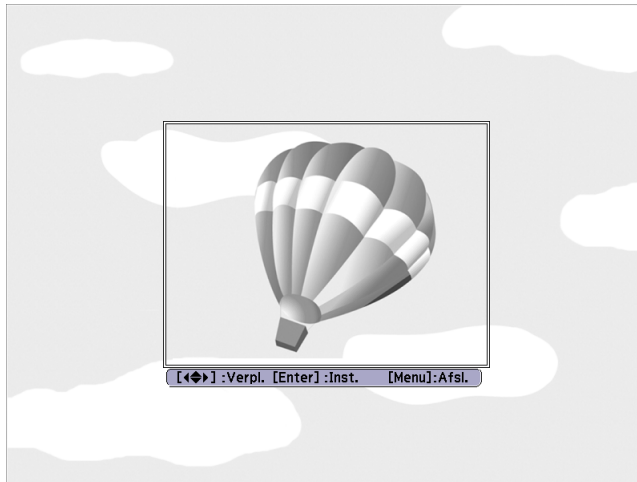 [◀◆▶] :Verpl. [Enter] :Inst. [Menu]:Afsl.